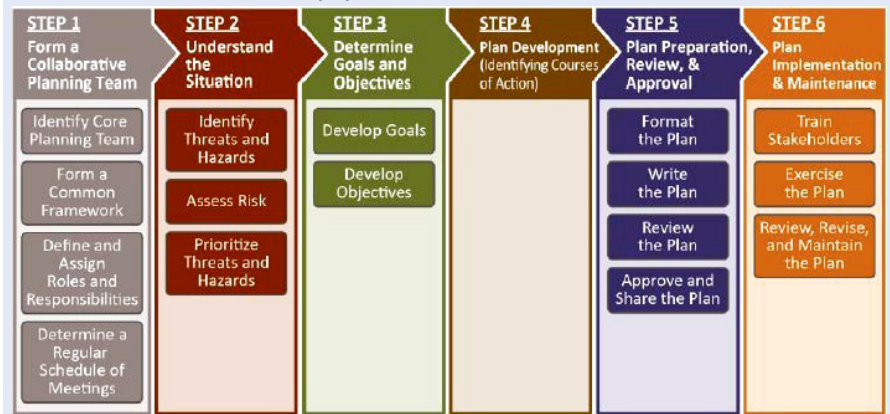 STEP 1
Form a
Collaborative
Planning Team
Identify Core
Planning Team
Form a
Common
Framework
Define and
Assign
Roles and
Responsibilities
Determine a
Regular
Schedule of
Meetings
STEP 2
Understand
the
Situation
Identify
Threats and
Hazards
Assess Risk
Prioritize
Threats and
Hazards
STEP 3
Determine
Goals and
Objectives
Develop Goals
Develop
Objectives
STEP 4
Plan Development
(Identifying Courses
of Action)
STEP 5
Plan Preparation,
Review, &
Approval
Format
the Plan
Write
the Plan
Review
the Plan
Approve and
Share the Plan
STEP 6
Plan
Implementation
& Maintenance
Train
Stakeholders
Exercise
the Plan
Review, Revise,
and Maintain
the Plan